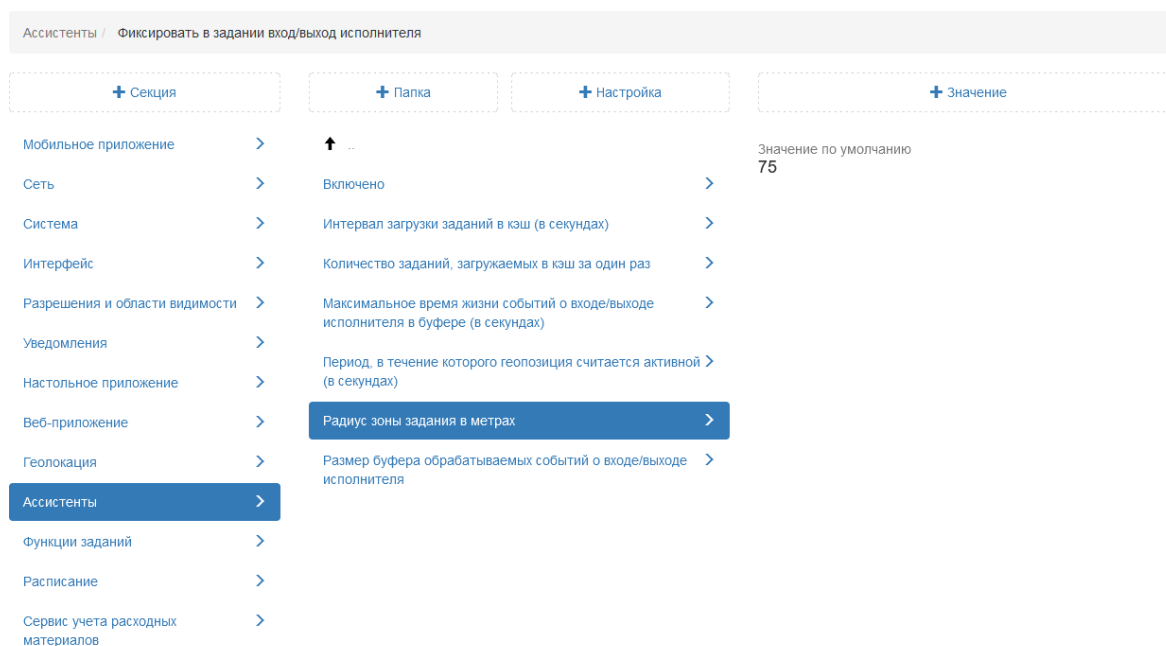 Ассистенты / Фиксировать в задании вход/выход исполнителя
+ Секция
+ Папка
+ Настройка
+ Значение
Мобильное приложение
Сеть
Система
Интерфейс
Разрешения и области видимости
Уведомления
Настольное приложение
Веб-приложение
Геолокация
Ассистенты
Функции заданий
Расписание
Сервис учета расходных
материалов
..
Включено
Интервал загрузки заданий в кэш (в секундах)
Количество заданий, загружаемых в кэш за один раз
Максимальное время жизни событий о входе/выходе
исполнителя в буфере (в секундах)
Период, в течение которого геопозиция считается активной
(в секундах)
Радиус зоны задания в метрах
Размер буфера обрабатываемых событий о входе/выходе
исполнителя
Значение по умолчанию
75